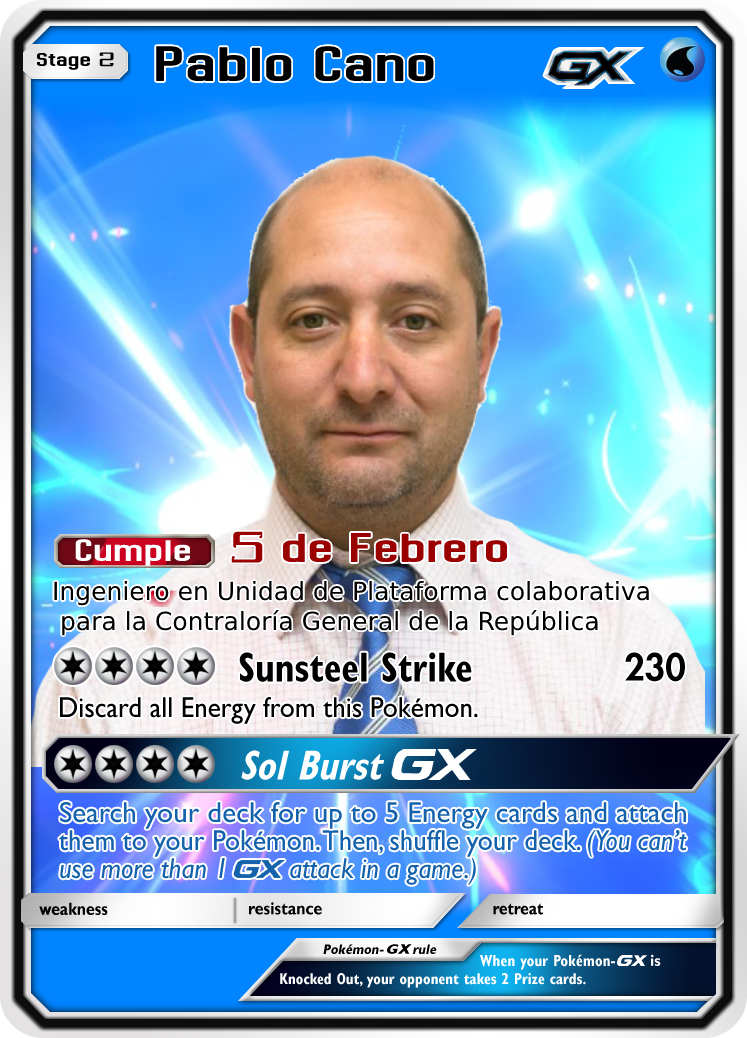 Stage 2 Pablo Cano GX
Cumple 5 de Febrero
Ingeniero en Unidad de Plataforma colaborativa
para la Contraloría General de la República
Sunsteel Strike 230
Discard all Energy from this Pokémon.
Sol Burst GX
Search your deck for up to 5 Energy cards and attach
them to your Pokémon. Then, shuffle your deck. (You can't
use more than 1 GX attack in a game.)
weakness resistance retreat
Pokémon-GX rule
When your Pokémon-GX is
Knocked Out, your opponent takes 2 Prize cards.